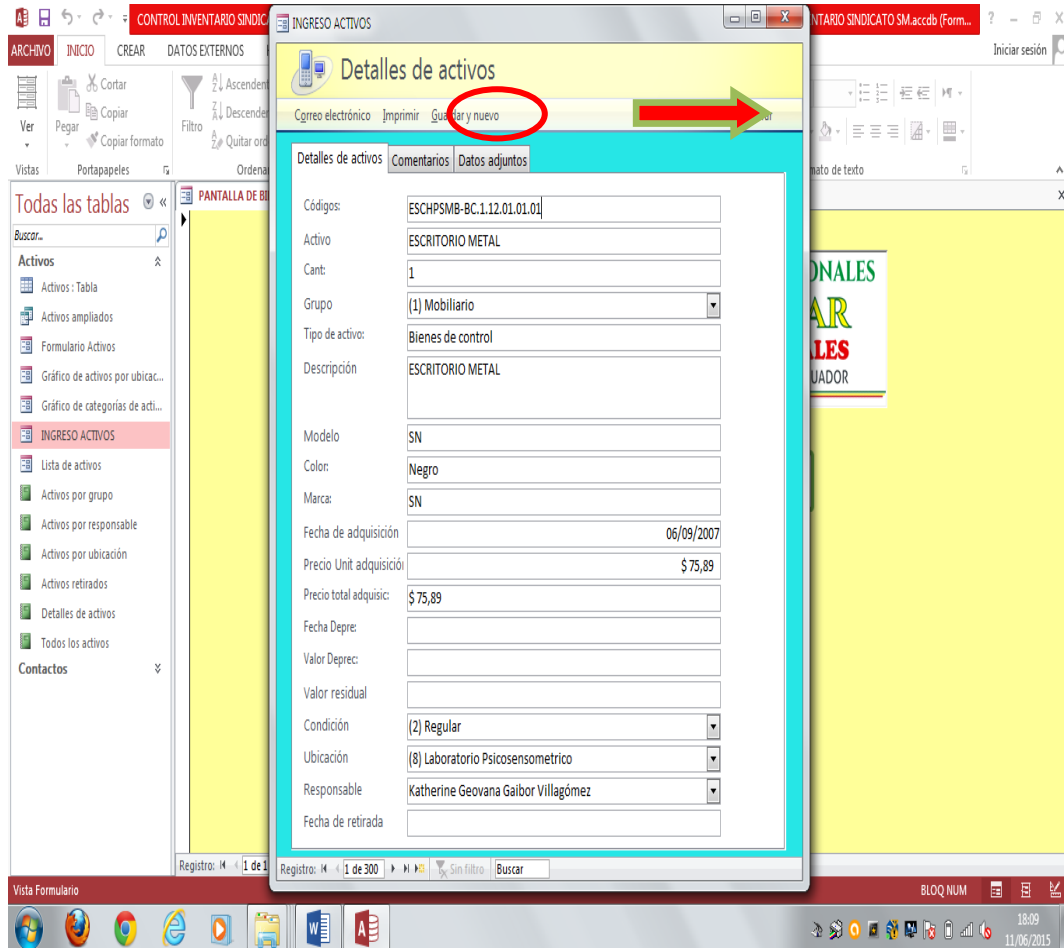 CONTROL INVENTARIO SINDICA
INGRESO ACTIVOS
NTARIO SINDICATO SM.accdb (Form...
ARCHIVO INICIO CREAR DATOS EXTERNOS
Iniciar sesión
Detalles de activos
Ver
Pegar
Cortar
Copiar
Copiar formato
Filtro
Ascendent
Descender
Quitar ord
Vistas Portapapeles Ordena
nato de texto
Correo electrónico Imprimir Guardar y nuevo
Detalles de activos Comentarios Datos adjuntos
Todas las tablas
Buscar...
Activos
Activos : Tabla
Activos ampliados
Formulario Activos
Gráfico de activos por ubicac...
Gráfico de categorías de acti...
INGRESO ACTIVOS
Lista de activos
Activos por grupo
Activos por responsable
Activos por ubicación
Activos retirados
Detalles de activos
Todos los activos
Contactos
PANTALLA DE BI
Códigos: ESCHPSMB-BC.1.12.01.01.01
Activo ESCRITORIO METAL
Cant: 1
Grupo (1) Mobiliario
Tipo de activo: Bienes de control
Descripción ESCRITORIO METAL
Modelo SN
Color: Negro
Marca: SN
Fecha de adquisición 06/09/2007
Precio Unit adquisició $ 75,89
Precio total adquisic: $ 75,89
Fecha Depre:
Valor Deprec:
Valor residual
Condición (2) Regular
Ubicación (8) Laboratorio Psicosensometrico
Responsable Katherine Geovana Gaibor Villagómez
Fecha de retirada
ONALES
AR
LES
UADOR
Registro: 1 de 1
Registro: 1 de 300 Sin filtro Buscar
Vista Formulario
BLOQ NUM
18:09
11/06/2015